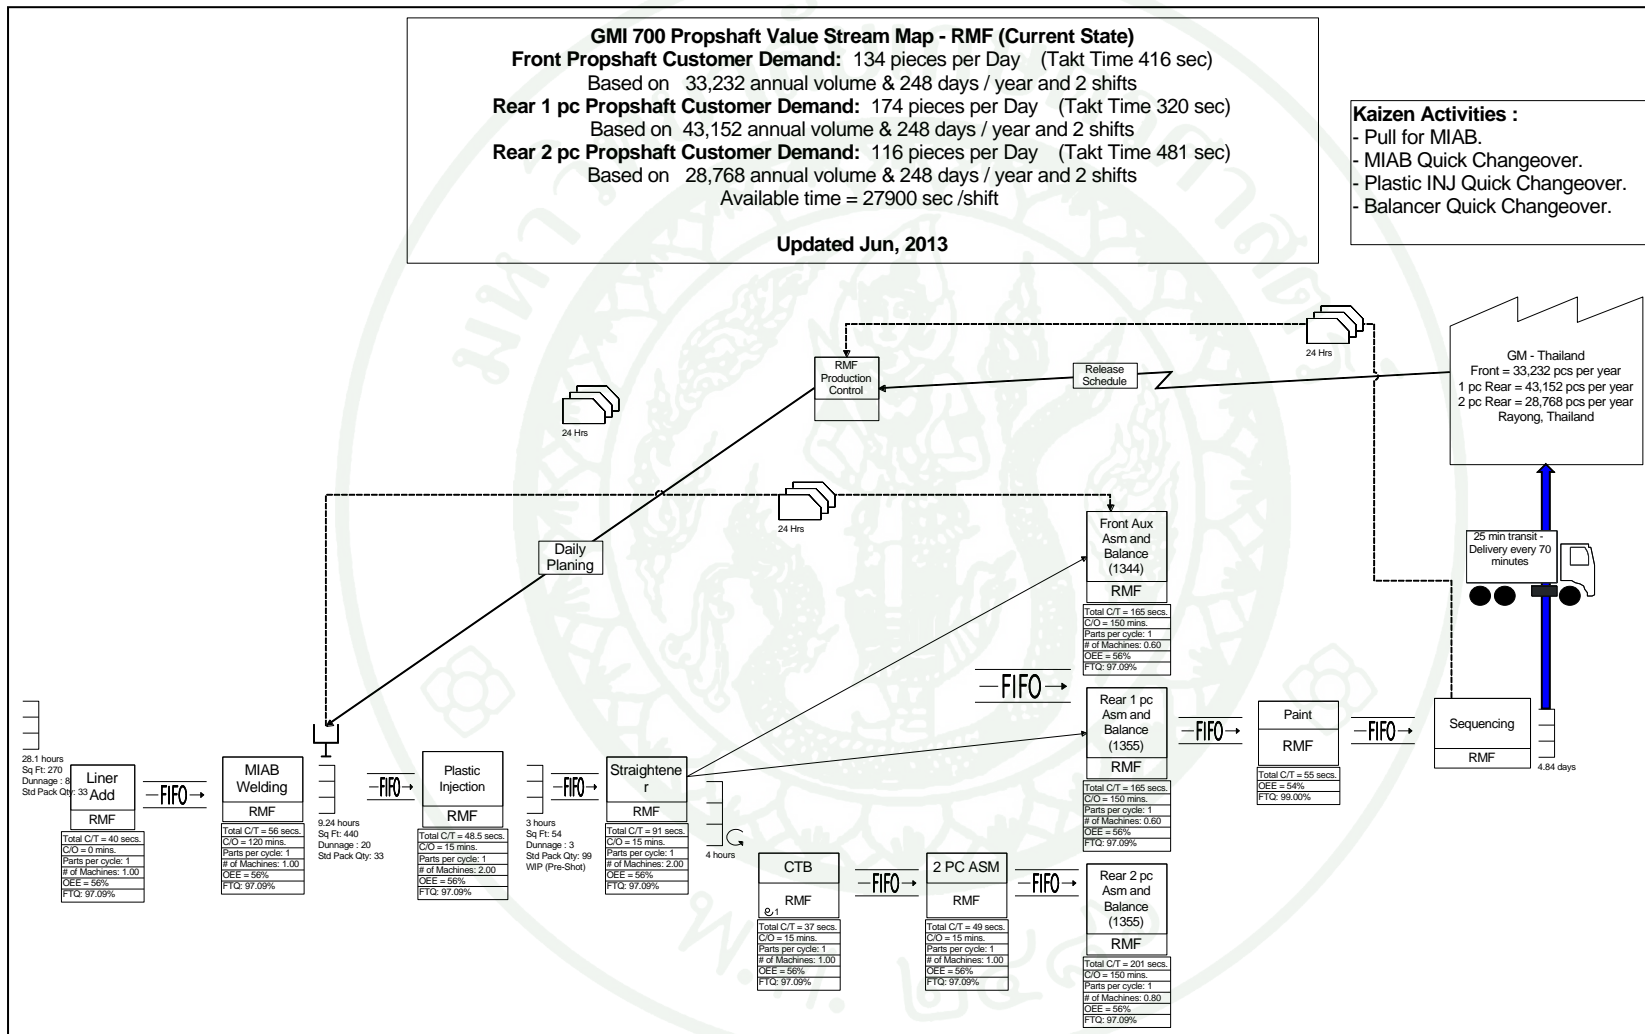 GMI 700 Propshaft Value Stream Map - RMF (Current State)
Front Propshaft Customer Demand: 134 pieces per Day (Takt Time 416 sec)
Based on 33,232 annual volume & 248 days / year and 2 shifts
Rear 1 pc Propshaft Customer Demand: 174 pieces per Day (Takt Time 320 sec)
Based on 43,152 annual volume & 248 days / year and 2 shifts
Rear 2 pc Propshaft Customer Demand: 116 pieces per Day (Takt Time 481 sec)
Based on 28,768 annual volume & 248 days / year and 2 shifts
Available time = 27900 sec /shift
Updated Jun, 2013
Kaizen Activities :
- Pull for MIAB.
- MIAB Quick Changeover.
- Plastic INJ Quick Changeover.
- Balancer Quick Changeover.
24 Hrs
GM - Thailand
Front = 33,232 pcs per year
1 pc Rear = 43,152 pcs per year
2 pc Rear = 28,768 pcs per year
Rayong, Thailand
RMF
Production
Control
Release
Schedule
24 Hrs
24 Hrs
Daily
Planing
25 min transit -
Delivery every 70
minutes
Front Aux
Asm and
Balance
(1344)
RMF
Total C/T = 165 secs.
C/O = 150 mins.
Parts per cycle: 1
# of Machines: 0.60
OEE = 56%
FTQ: 97.09%
FIFO
28.1 hours
Sq Ft: 270
Dunnage : 8
Std Pack Qty: 33
Liner
Add
RMF
Total C/T = 40 secs.
C/O = 0 mins.
Parts per cycle: 1
# of Machines: 1.00
OEE = 56%
FTQ: 97.09%
FIFO
MIAB
Welding
RMF
Total C/T = 56 secs.
C/O = 120 mins.
Parts per cycle: 1
# of Machines: 1.00
OEE = 56%
FTQ: 97.09%
9.24 hours
Sq Ft: 440
Dunnage : 20
Std Pack Qty: 33
FIFO
Plastic
Injection
RMF
Total C/T = 48.5 secs.
C/O = 15 mins.
Parts per cycle: 1
# of Machines: 2.00
OEE = 56%
FTQ: 97.09%
3 hours
Sq Ft: 54
Dunnage : 3
Std Pack Qty: 99
WIP (Pre-Shot)
FIFO
Straightene
r
RMF
Total C/T = 91 secs.
C/O = 15 mins.
Parts per cycle: 1
# of Machines: 2.00
OEE = 56%
FTQ: 97.09%
4 hours
Rear 1 pc
Asm and
Balance
(1355)
RMF
Total C/T = 165 secs.
C/O = 150 mins.
Parts per cycle: 1
# of Machines: 0.60
OEE = 56%
FTQ: 97.09%
FIFO
Paint
RMF
Total C/T = 55 secs.
OEE = 54%
FTQ: 99.00%
FIFO
Sequencing
RMF
4.84 days
CTB
RMF
1
Total C/T = 37 secs.
C/O = 15 mins.
Parts per cycle: 1
# of Machines: 1.00
OEE = 56%
FTQ: 97.09%
FIFO
2 PC ASM
RMF
Total C/T = 49 secs.
C/O = 15 mins.
Parts per cycle: 1
# of Machines: 1.00
OEE = 56%
FTQ: 97.09%
FIFO
Rear 2 pc
Asm and
Balance
(1355)
RMF
Total C/T = 201 secs.
C/O = 150 mins.
Parts per cycle: 1
# of Machines: 0.80
OEE = 56%
FTQ: 97.09%